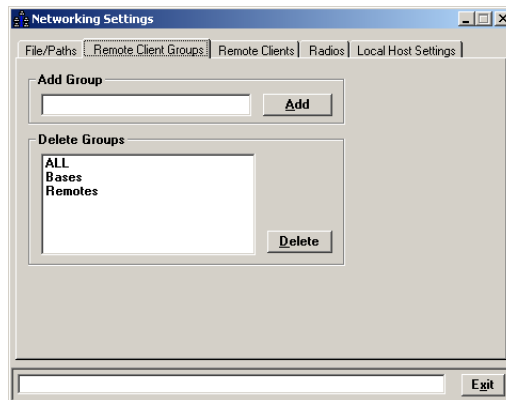 Networking Settings
File/Paths Remote Client Groups Remote Clients Radios Local Host Settings
Add Group
Add
Delete Groups
ALL
Bases
Remotes
Delete
Exit